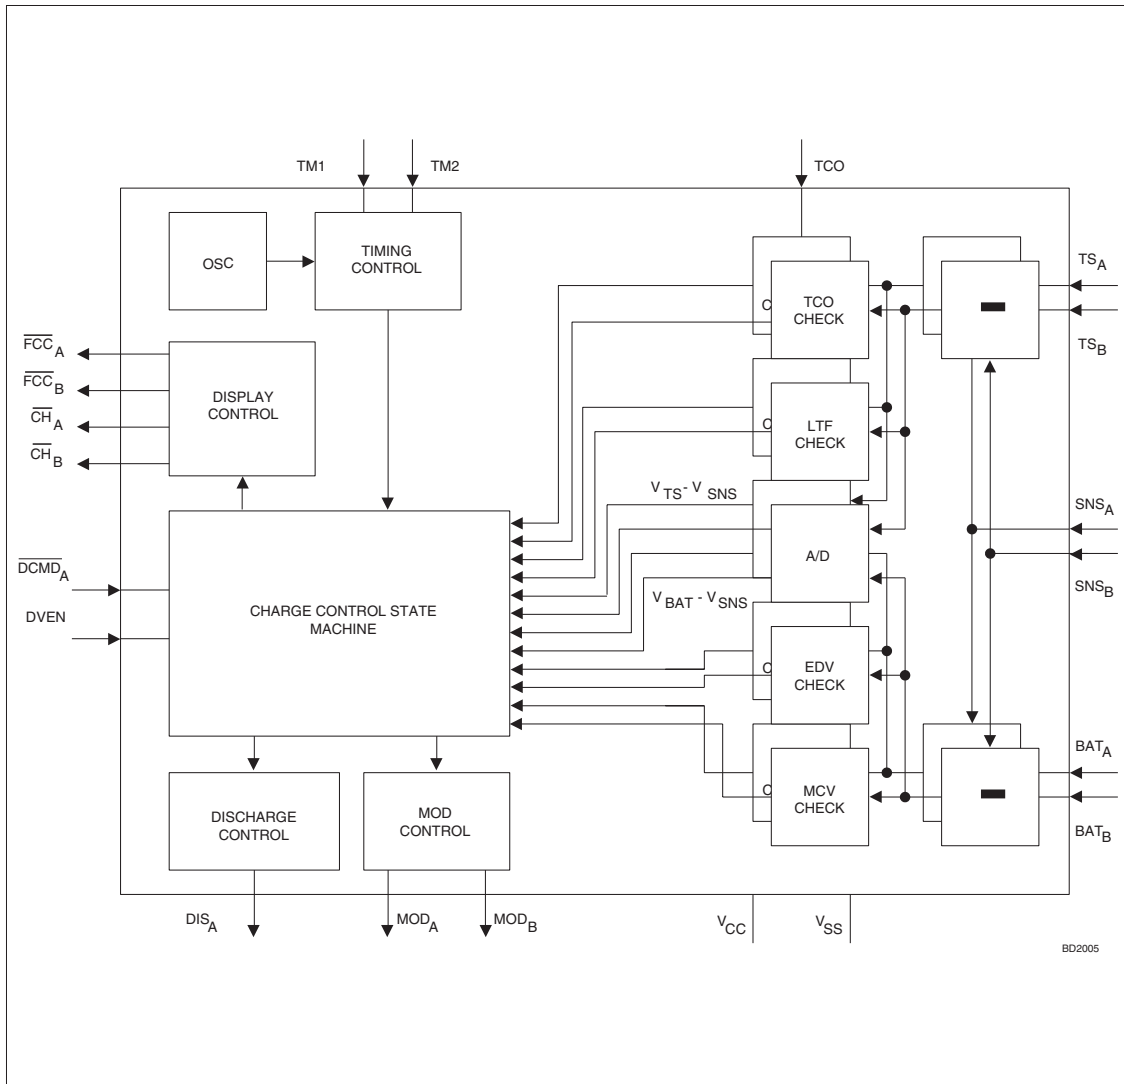 TM1
TM2
TCO
OSC
TIMING
CONTROL
C
TCO
CHECK
TS_A
TS_B
FCC_A
FCC_B
CH_A
CH_B
DISPLAY
CONTROL
C
LTF
CHECK
V_TS - V_SNS
A/D
SNS_A
SNS_B
DCMD_A
DVEN
CHARGE CONTROL STATE
MACHINE
V_BAT - V_SNS
C
EDV
CHECK
C
MCV
CHECK
BAT_A
BAT_B
DISCHARGE
CONTROL
MOD
CONTROL
DIS_A
MOD_A
MOD_B
V_CC
V_SS
BD2005